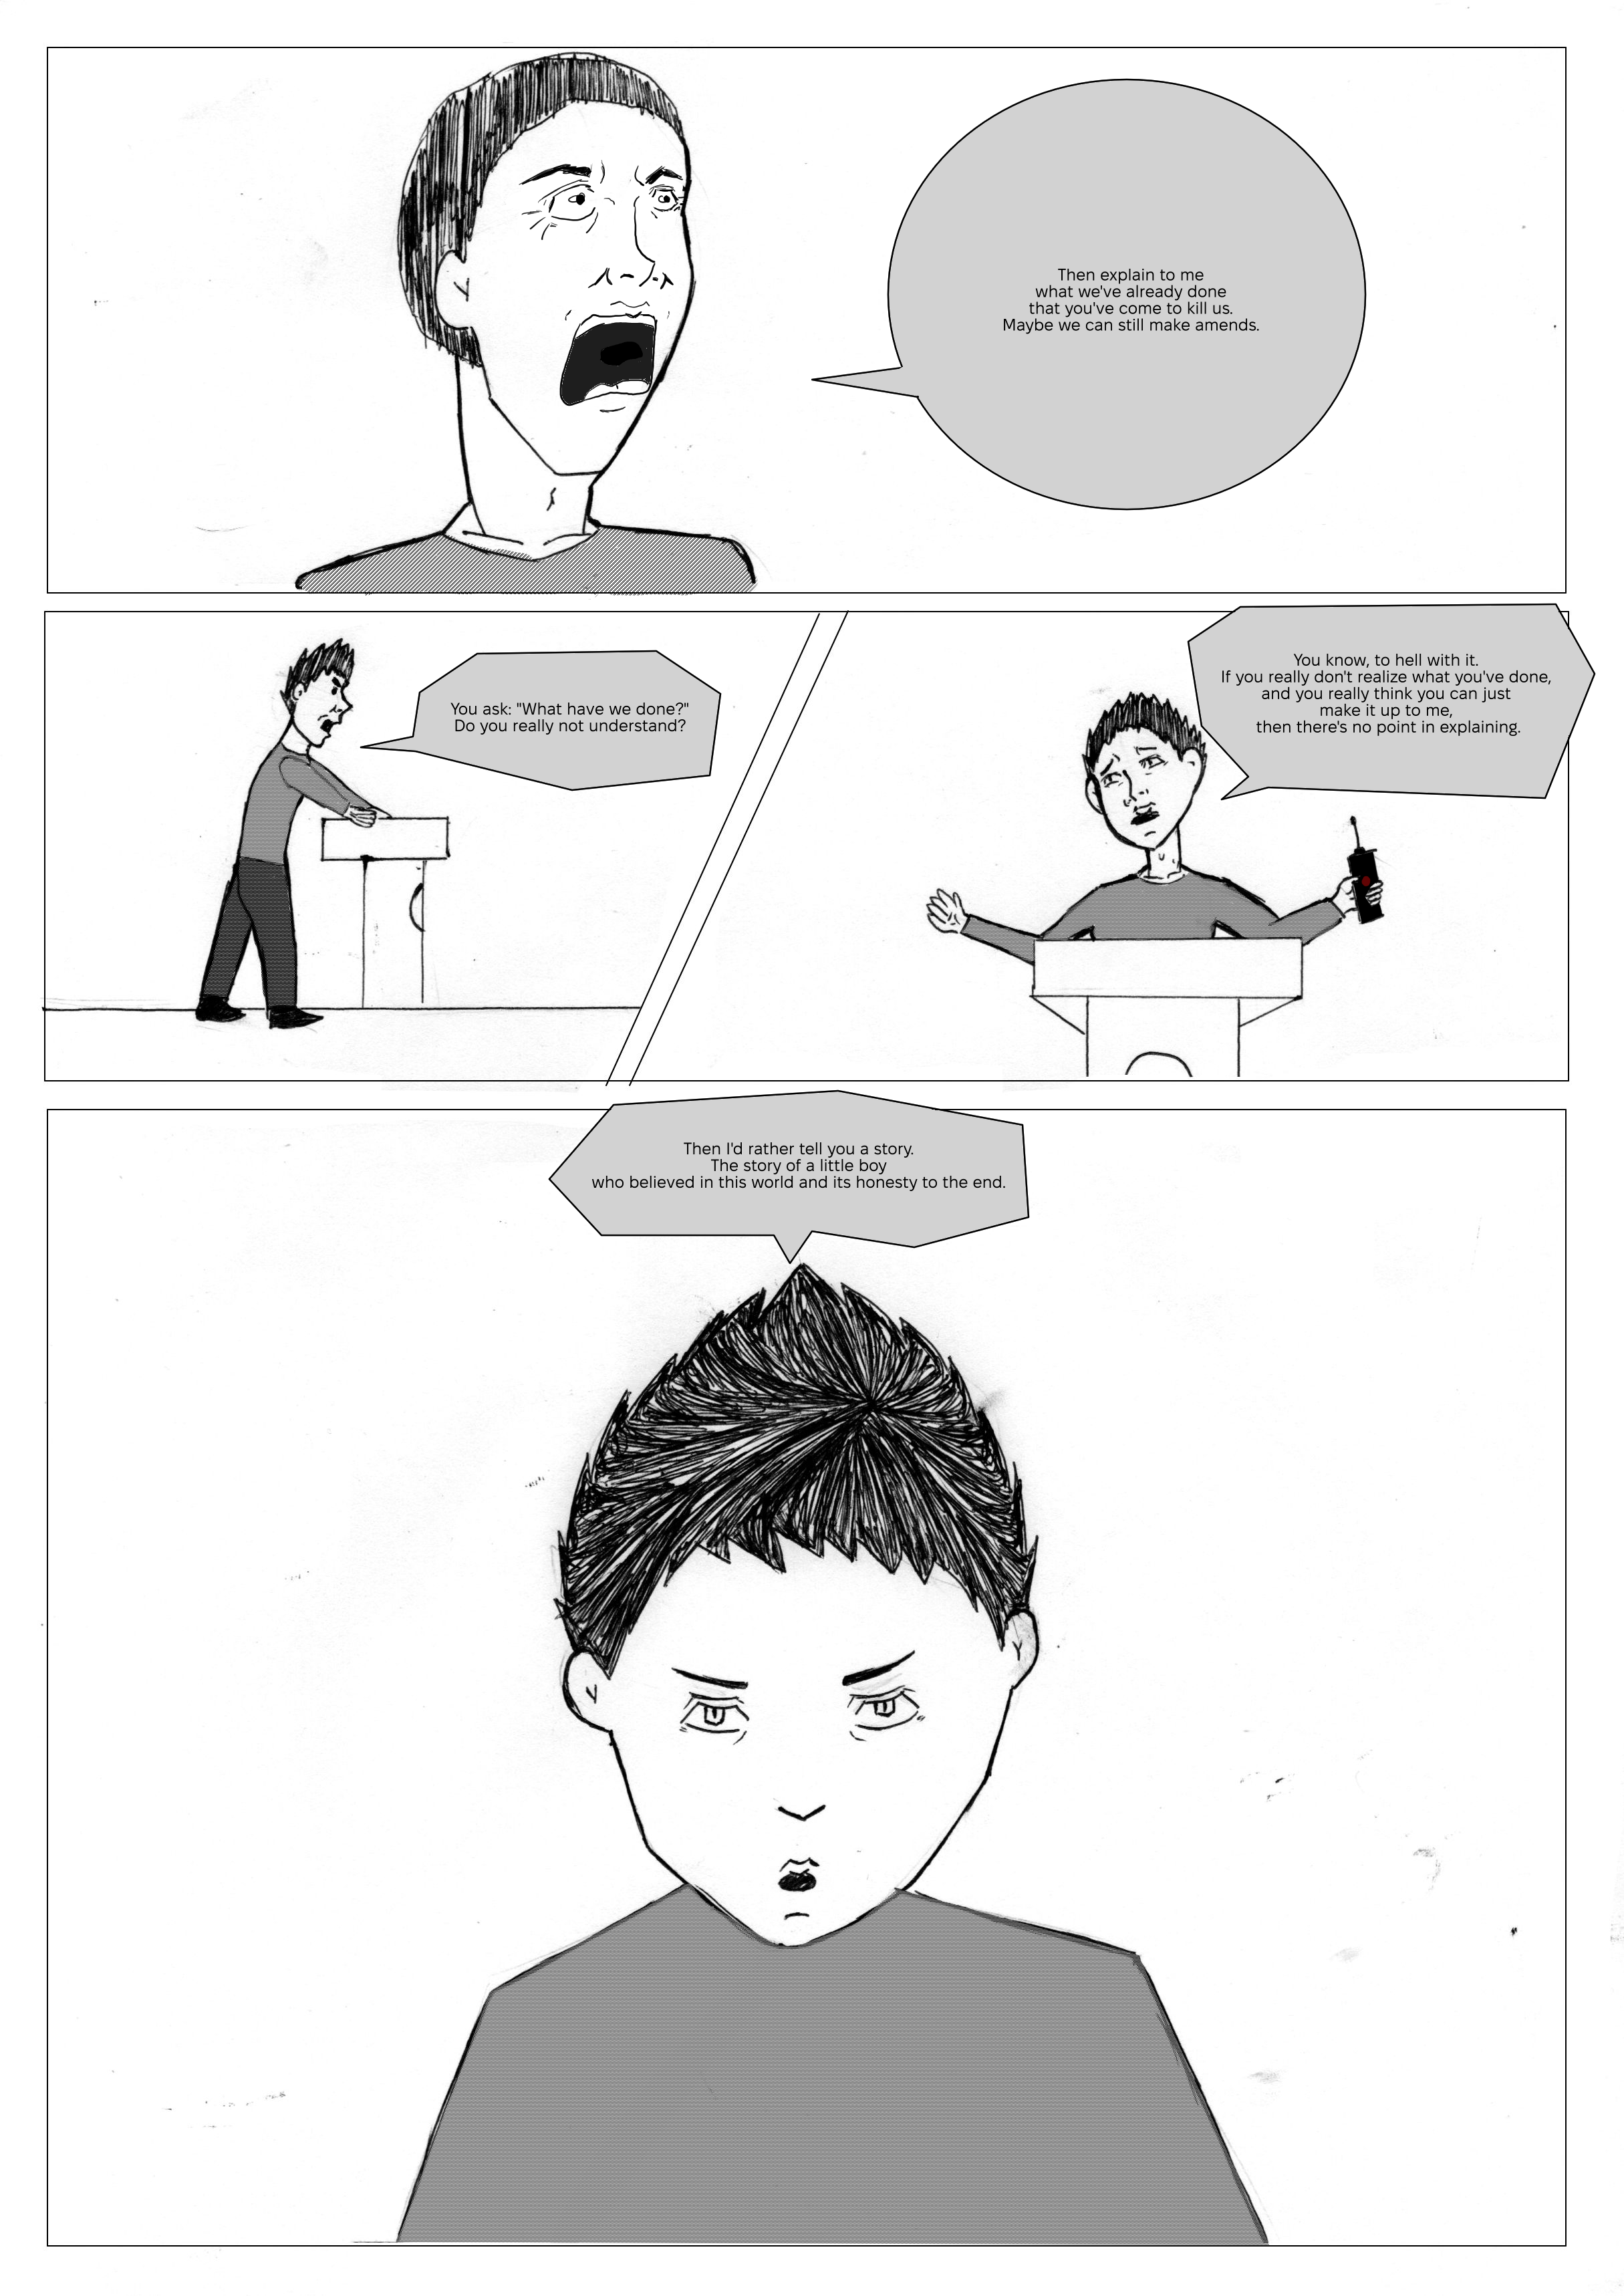 Then explain to me
what we've already done
that you've come to kill us.
Maybe we can still make amends.
You ask: "What have we done?"
Do you really not understand?
You know, to hell with it.
If you really don't realize what you've done,
and you really think you can just
make it up to me,
then there's no point in explaining.
Then I'd rather tell you a story.
The story of a little boy
who believed in this world and its honesty to the end.